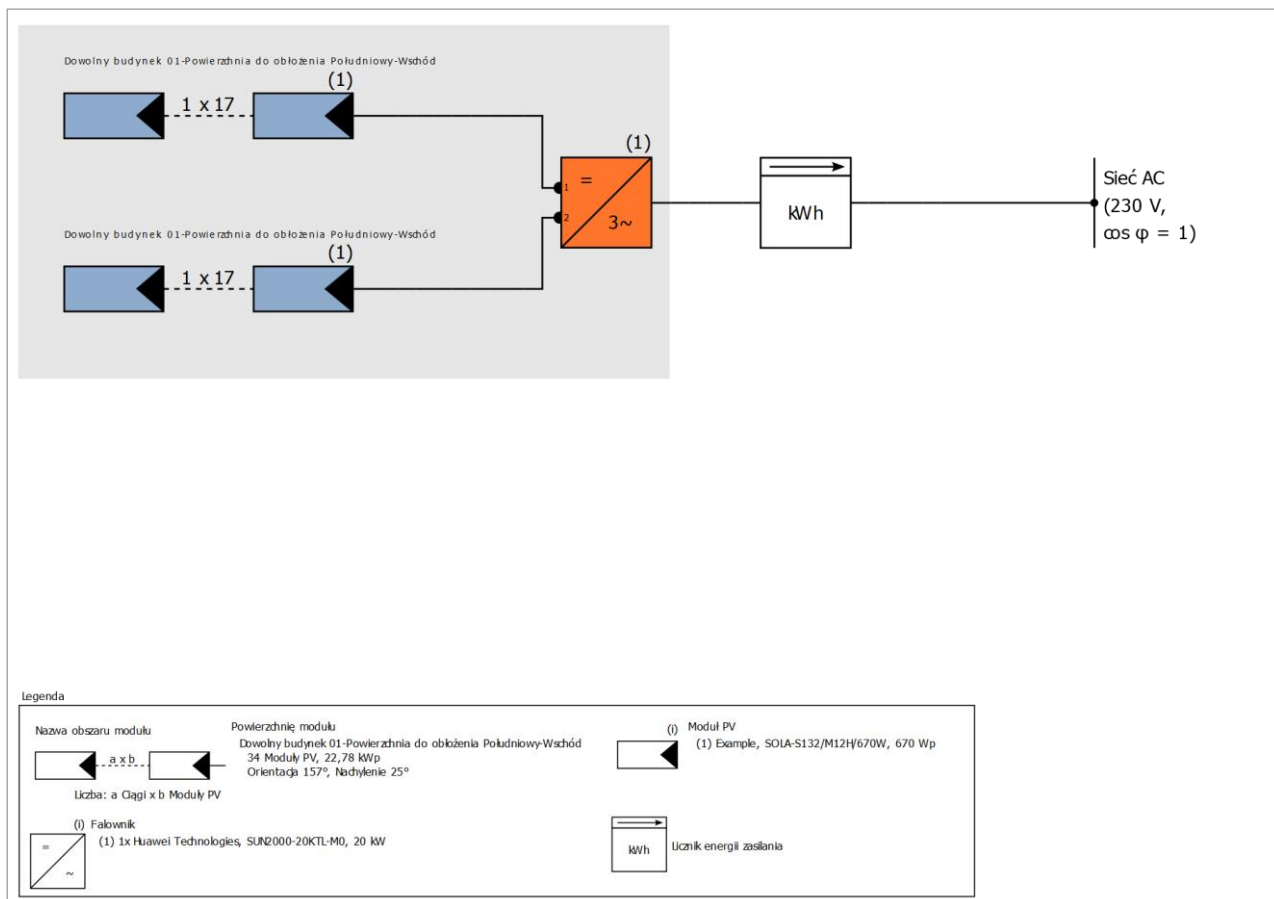 Dowolny budynek 01-Powierzchnia do obłożenia Południowy-Wschód
(1)
1 x 17
(1)
1
=
2
3~
kWh
Sieć AC
(230 V,
cos φ = 1)
Dowolny budynek 01-Powierzchnia do obłożenia Południowy-Wschód
(1)
1 x 17
Legenda
Nazwa obszaru modułu
a x b
Liczba: a Ciągi x b Moduły PV
Powierzchnię modułu
Dowolny budynek 01-Powierzchnia do obłożenia Południowy-Wschód
34 Moduły PV, 22,78 kWp
Orientacja 157°, Nachylenie 25°
(i) Moduł PV
(1) Example, SOLA-S132/M12H/670W, 670 Wp
(i) Falownik
(1) 1x Huawei Technologies, SUN2000-20KTL-M0, 20 kW
=
~
kWh
Licznik energii zasilania